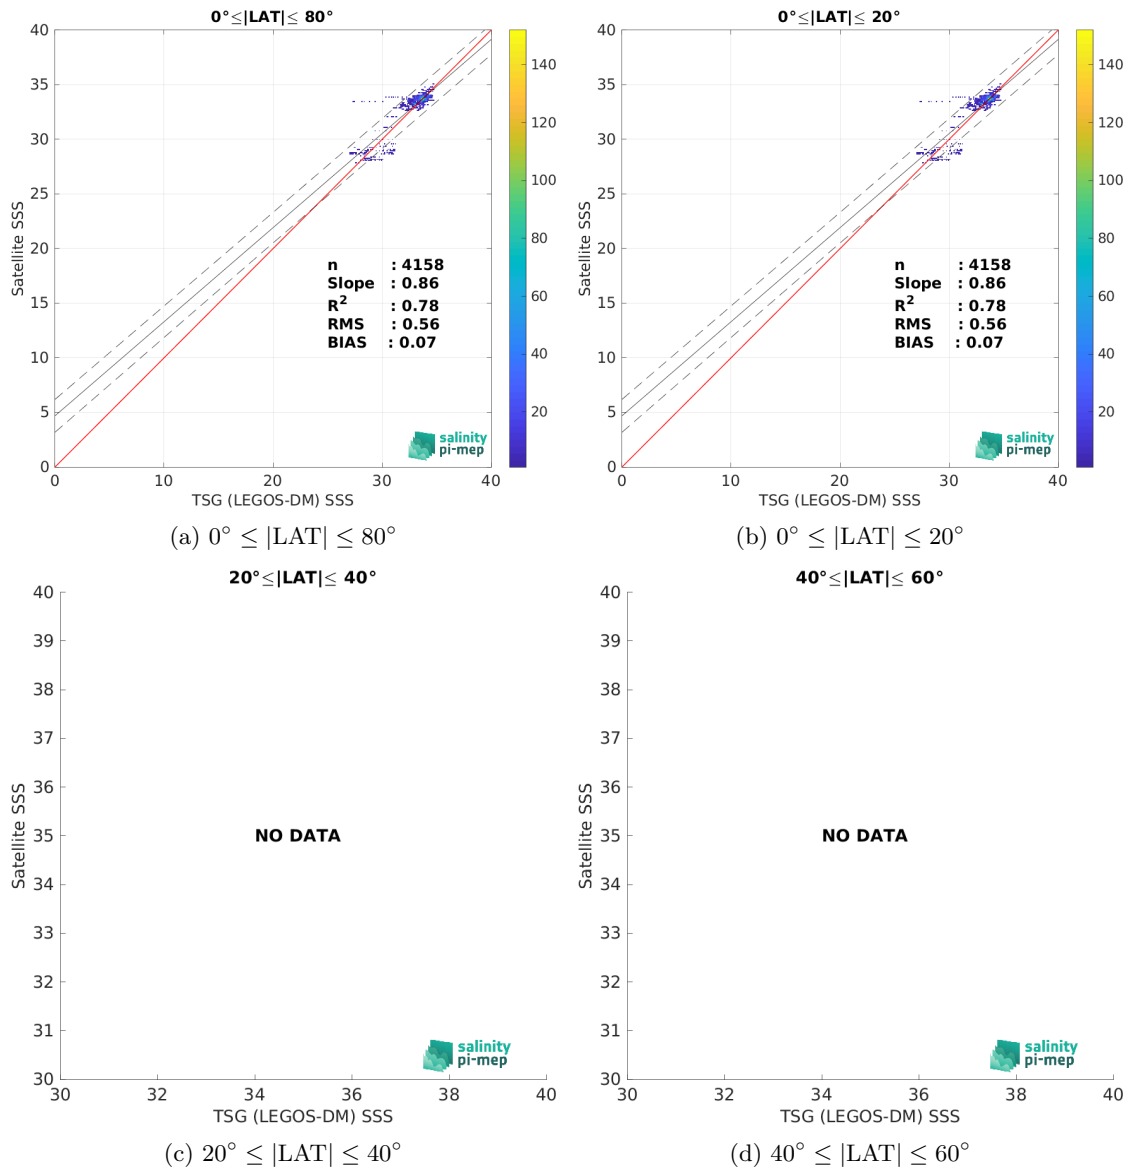 0°≤|LAT|≤ 80°
40
35
30
25
20
15
10
5
0
0
10
20
30
40
Satellite SSS
TSG (LEGOS-DM) SSS
n : 4158
Slope : 0.86
R² : 0.78
RMS : 0.56
BIAS : 0.07
salinity
pi-mep
140
120
100
80
60
40
20
(a) 0° ≤ |LAT| ≤ 80°
0°≤|LAT|≤ 20°
40
35
30
25
20
15
10
5
0
0
10
20
30
40
Satellite SSS
TSG (LEGOS-DM) SSS
n : 4158
Slope : 0.86
R² : 0.78
RMS : 0.56
BIAS : 0.07
salinity
pi-mep
140
120
100
80
60
40
20
(b) 0° ≤ |LAT| ≤ 20°
20°≤|LAT|≤ 40°
40
39
38
37
36
35
34
33
32
31
30
30
32
34
36
38
40
Satellite SSS
NO DATA
salinity
pi-mep
TSG (LEGOS-DM) SSS
(c) 20° ≤ |LAT| ≤ 40°
40°≤|LAT|≤ 60°
40
39
38
37
36
35
34
33
32
31
30
30
32
34
36
38
40
Satellite SSS
NO DATA
salinity
pi-mep
TSG (LEGOS-DM) SSS
(d) 40° ≤ |LAT| ≤ 60°